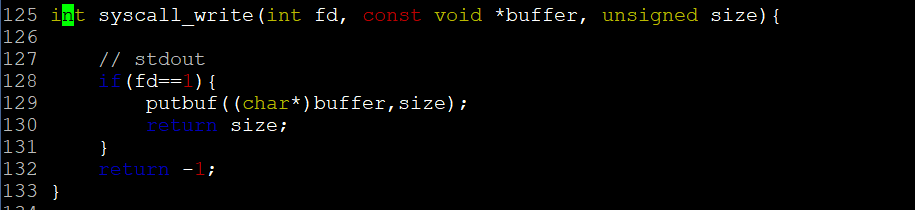 125 int syscall_write(int fd, const void *buffer, unsigned size){
126
127     // stdout
128     if(fd==1){
129         putbuf((char*)buffer,size);
130         return size;
131     }
132     return -1;
133 }